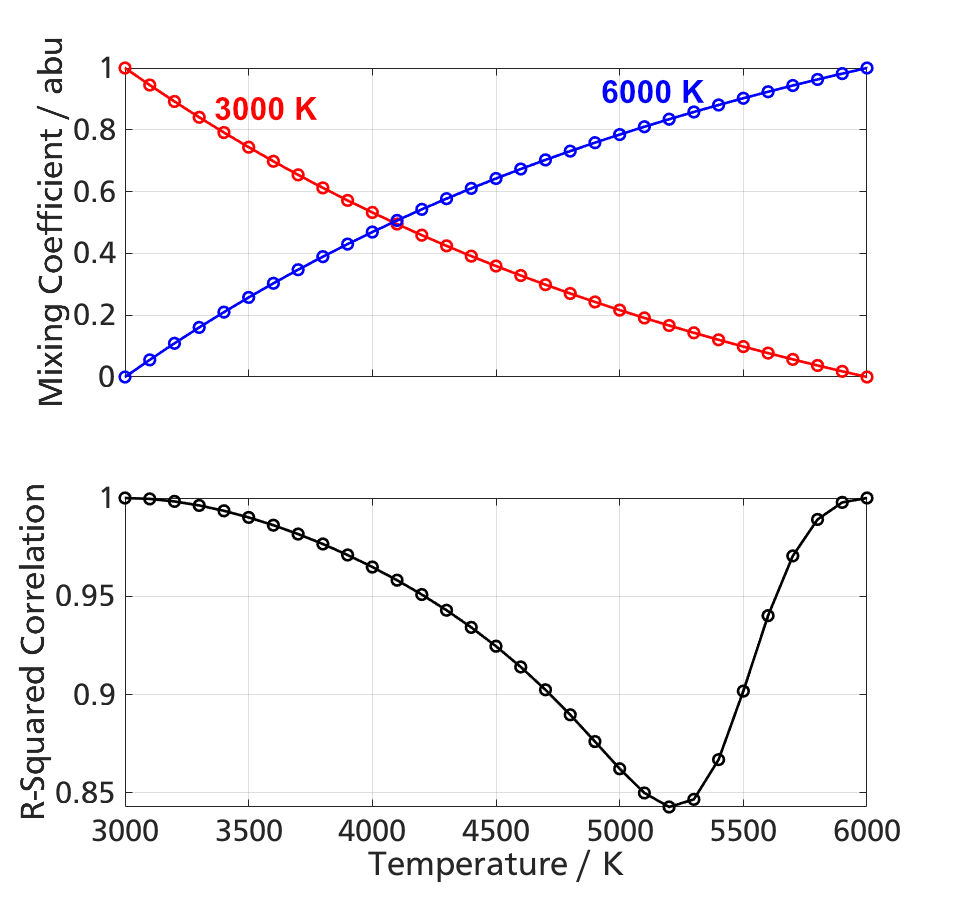 Mixing Coefficient / abu
1
0.8
0.6
0.4
0.2
0
3000 K
6000 K
R-Squared Correlation
1
0.95
0.9
0.85
3000 3500 4000 4500 5000 5500 6000
Temperature / K